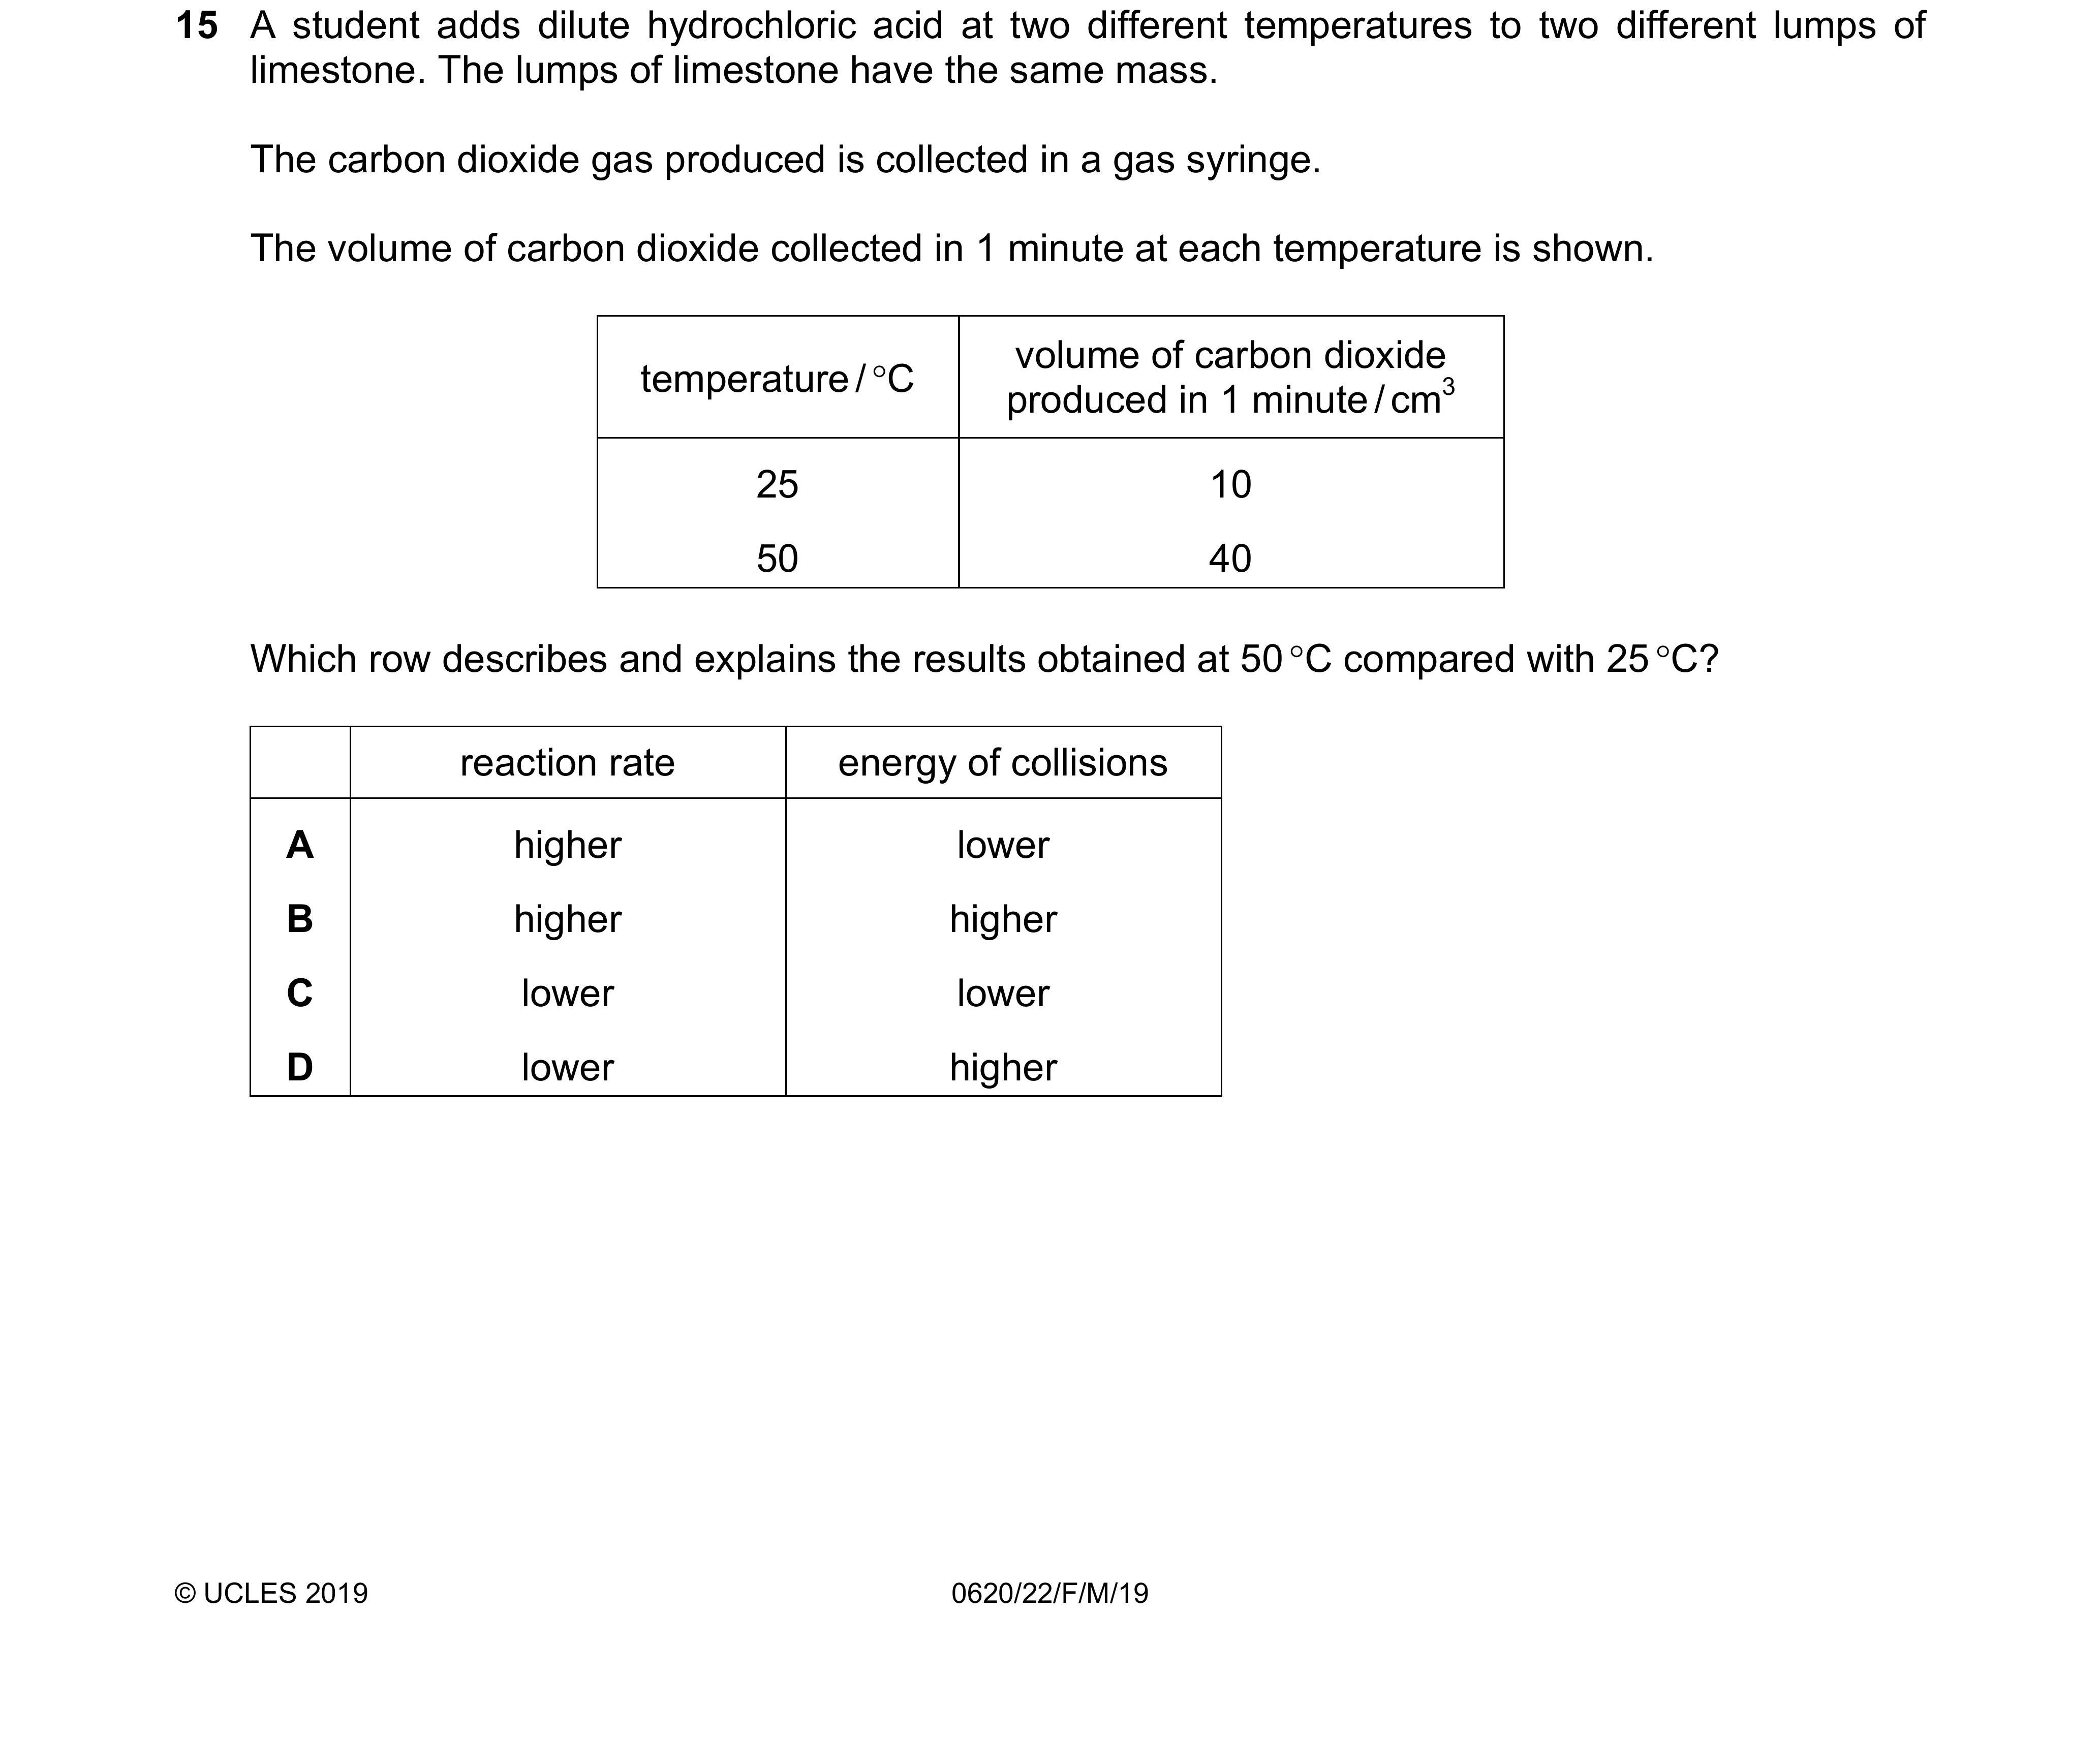 15 A student adds dilute hydrochloric acid at two different temperatures to two different lumps of
limestone. The lumps of limestone have the same mass.
The carbon dioxide gas produced is collected in a gas syringe.
The volume of carbon dioxide collected in 1 minute at each temperature is shown.
temperature / °C
volume of carbon dioxide
produced in 1 minute / cm³
25 10
50 40
Which row describes and explains the results obtained at 50 °C compared with 25 °C?
reaction rate energy of collisions
A higher lower
B higher higher
C lower lower
D lower higher
© UCLES 2019 0620/22/F/M/19